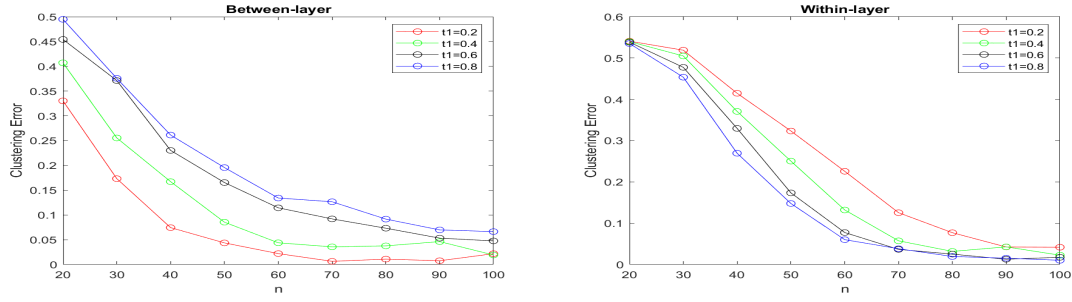 Between-layer
Clustering Error
0.5
0.45
0.4
0.35
0.3
0.25
0.2
0.15
0.1
0.05
0
20 30 40 50 60 70 80 90 100
n
t1=0.2
t1=0.4
t1=0.6
t1=0.8
Within-layer
Clustering Error
0.6
0.5
0.4
0.3
0.2
0.1
0
20 30 40 50 60 70 80 90 100
n
t1=0.2
t1=0.4
t1=0.6
t1=0.8